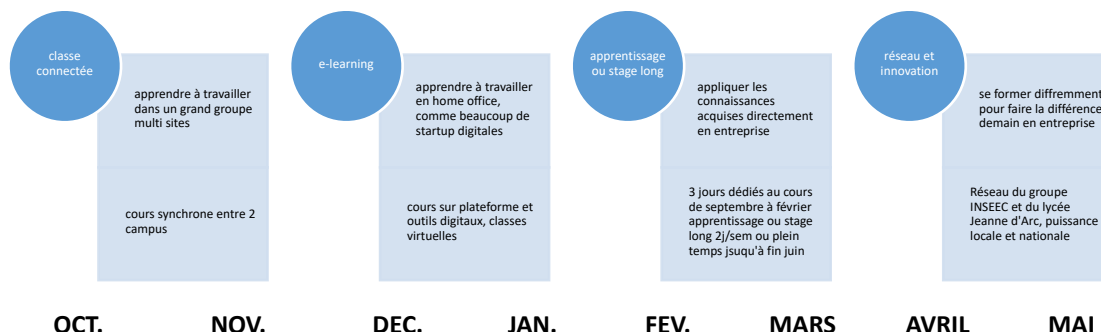 classe
connectée
apprendre à travailler
dans un grand groupe
multi sites
cours synchrone entre 2
campus
e-learning
apprendre à travailler
en home office,
comme beaucoup de
startup digitales
cours sur plateforme et
outils digitaux, classes
virtuelles
apprentissage
ou stage long
appliquer les
connaissances
acquises directement
en entreprise
3 jours dédiés au cours
de septembre à février
apprentissage ou stage
long 2j/sem ou plein
temps jsuqu'à fin juin
réseau et
innovation
se former diffremment
pour faire la différence
demain en entreprise
Réseau du groupe
INSEEC et du lycée
Jeanne d'Arc, puissance
locale et nationale
OCT. NOV. DEC. JAN. FEV. MARS AVRIL MAI